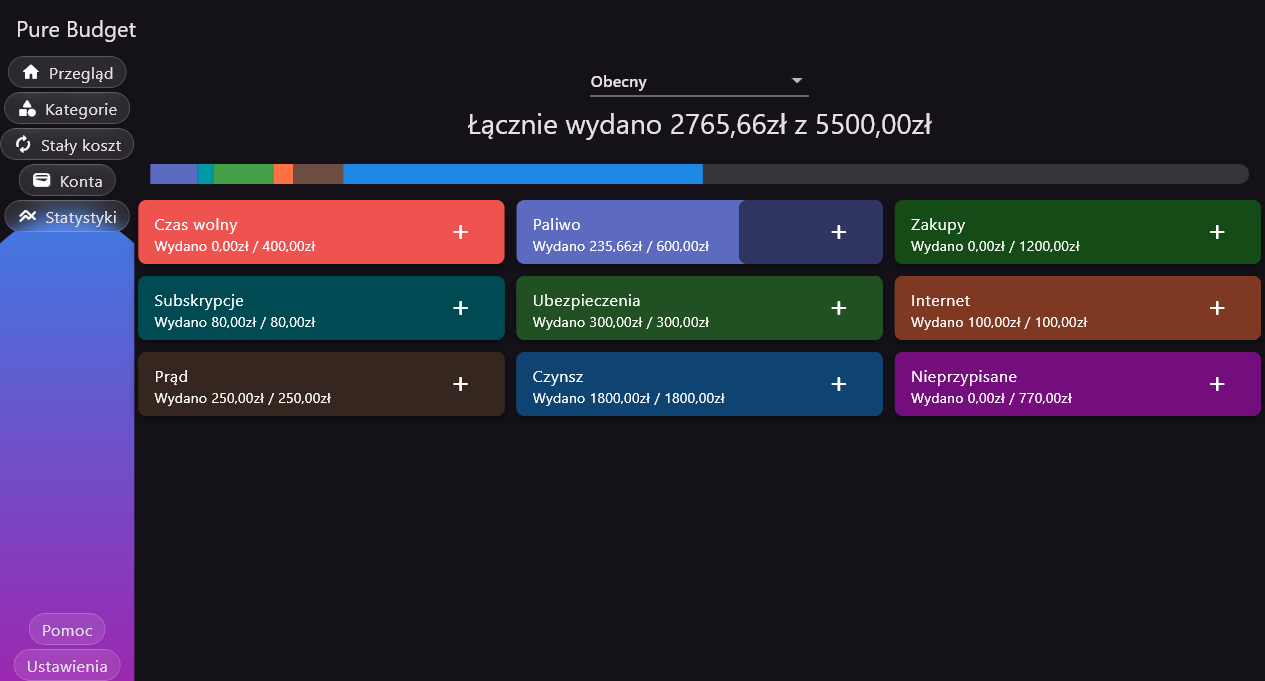 Pure Budget
Przegląd
Kategorie
Stały koszt
Konta
Statystyki
Obecny
Łącznie wydano 2765,66zł z 5500,00zł
Czas wolny
Wydano 0,00zł / 400,00zł
Paliwo
Wydano 235,66zł / 600,00zł
Zakupy
Wydano 0,00zł / 1200,00zł
Subskrypcje
Wydano 80,00zł / 80,00zł
Ubezpieczenia
Wydano 300,00zł / 300,00zł
Internet
Wydano 100,00zł / 100,00zł
Prąd
Wydano 250,00zł / 250,00zł
Czynsz
Wydano 1800,00zł / 1800,00zł
Nieprzypisane
Wydano 0,00zł / 770,00zł
Pomoc
Ustawienia